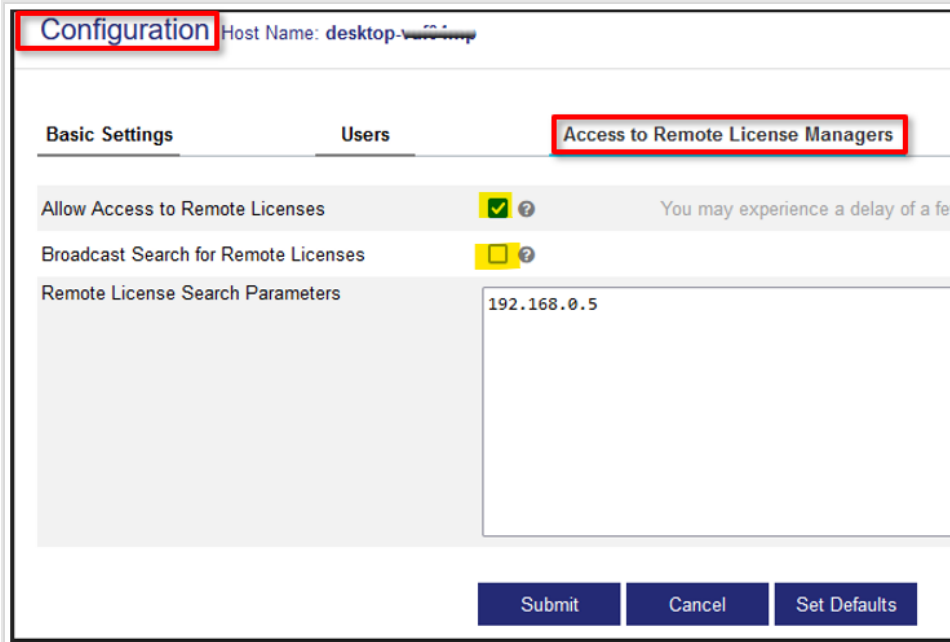 Configuration Host Name: desktop-
Basic Settings Users Access to Remote License Managers
Allow Access to Remote Licenses You may experience a delay of a fe
Broadcast Search for Remote Licenses
Remote License Search Parameters 192.168.0.5
Submit Cancel Set Defaults